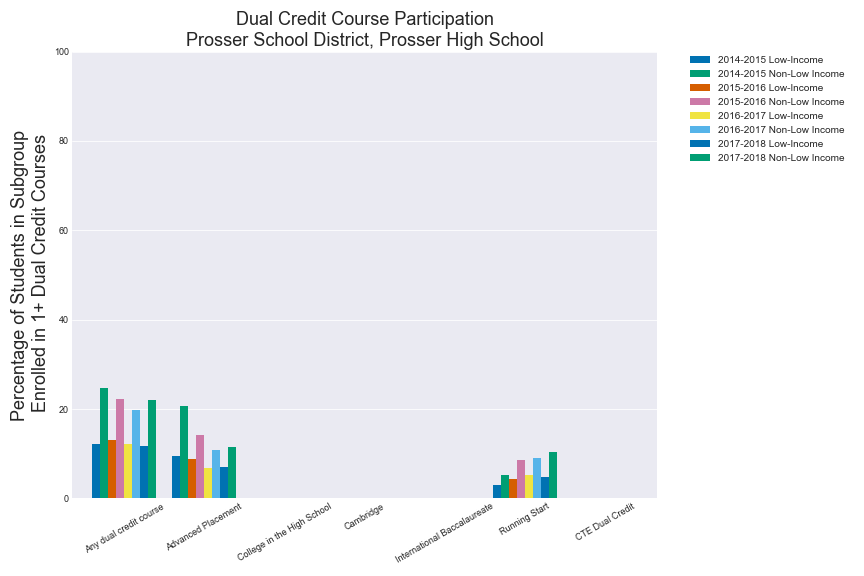 Dual Credit Course Participation
Prosser School District, Prosser High School
Percentage of Students in Subgroup
Enrolled in 1+ Dual Credit Courses
100
80
60
40
20
0
Any dual credit course
Advanced Placement
College in the High School
Cambridge
International Baccalaureate
Running Start
CTE Dual Credit
2014-2015 Low-Income
2014-2015 Non-Low Income
2015-2016 Low-Income
2015-2016 Non-Low Income
2016-2017 Low-Income
2016-2017 Non-Low Income
2017-2018 Low-Income
2017-2018 Non-Low Income